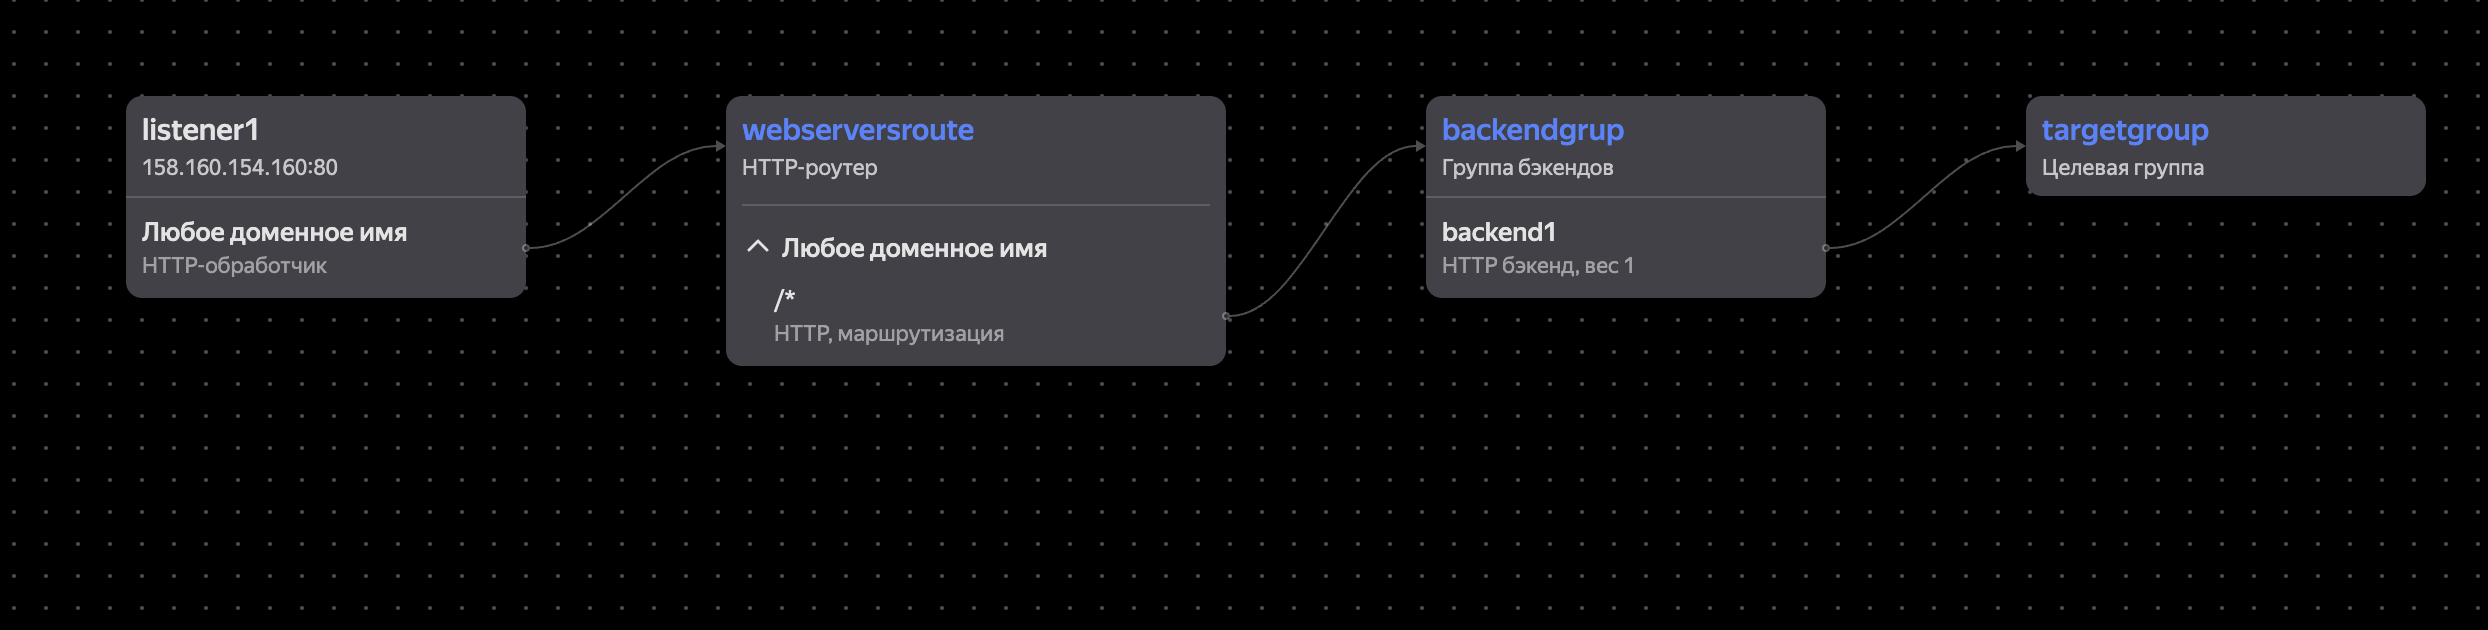 listener1
158.160.154.160:80
Любое доменное имя
HTTP-обработчик
webserversroute
HTTP-роутер
Любое доменное имя
/*
HTTP, маршрутизация
backendgrup
Группа бэкендов
backend1
HTTP бэкенд, вес 1
targetgroup
Целевая группа